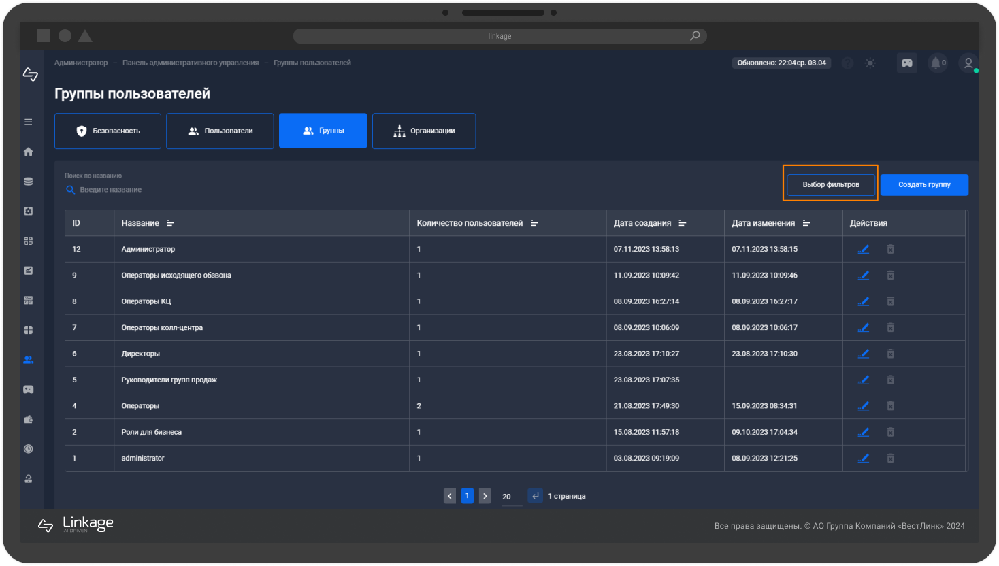 linkage
Администратор – Панель административного управления – Группы пользователей
Обновлено: 22:04 ср. 03.04
0
Группы пользователей
Безопасность
Пользователи
Группы
Организации
Поиск по названию
Введите название
Выбор фильтров
Создать группу
ID Название Количество пользователей Дата создания Дата изменения Действия
12 Администратор 1 07.11.2023 13:58:13 07.11.2023 13:58:15
9 Операторы исходящего обзвона 1 11.09.2023 10:09:42 11.09.2023 10:09:46
8 Операторы КЦ 1 08.09.2023 16:27:14 08.09.2023 16:27:17
7 Операторы колл-центра 1 08.09.2023 10:06:09 08.09.2023 10:06:17
6 Директоры 1 23.08.2023 17:10:27 23.08.2023 17:10:30
5 Руководители групп продаж 1 23.08.2023 17:07:35 -
4 Операторы 2 21.08.2023 17:49:30 15.09.2023 08:34:31
2 Роли для бизнеса 1 15.08.2023 11:57:18 09.10.2023 17:04:34
1 administrator 1 03.08.2023 09:19:09 08.09.2023 12:21:25
1 20 1 страница
Linkage
AI DRIVEN
Все права защищены. © АО Группа Компаний «ВестЛинк» 2024